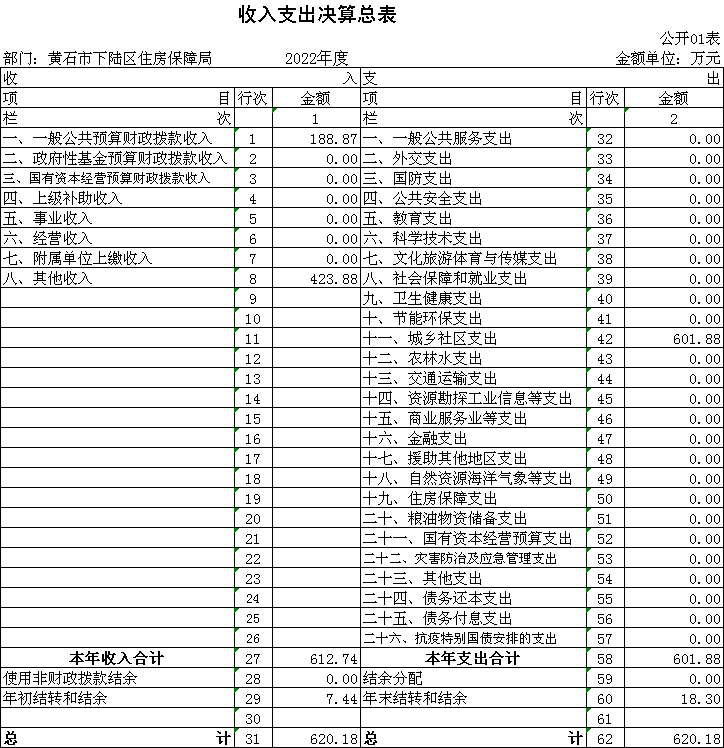 收入支出决算总表
公开01表
部门：黄石市下陆区住房保障局 2022年度 金额单位：万元
收 入 支 出
项 目 行次 金额 项 目 行次 金额
栏 次 1 栏 次 2
一、一般公共预算财政拨款收入 1 188.87 一、一般公共服务支出 32 0.00
二、政府性基金预算财政拨款收入 2 0.00 二、外交支出 33 0.00
三、国有资本经营预算财政拨款收入 3 0.00 三、国防支出 34 0.00
四、上级补助收入 4 0.00 四、公共安全支出 35 0.00
五、事业收入 5 0.00 五、教育支出 36 0.00
六、经营收入 6 0.00 六、科学技术支出 37 0.00
七、附属单位上缴收入 7 0.00 七、文化旅游体育与传媒支出 38 0.00
八、其他收入 8 423.88 八、社会保障和就业支出 39 0.00
9 九、卫生健康支出 40 0.00
10 十、节能环保支出 41 0.00
11 十一、城乡社区支出 42 601.88
12 十二、农林水支出 43 0.00
13 十三、交通运输支出 44 0.00
14 十四、资源勘探工业信息等支出 45 0.00
15 十五、商业服务业等支出 46 0.00
16 十六、金融支出 47 0.00
17 十七、援助其他地区支出 48 0.00
18 十八、自然资源海洋气象等支出 49 0.00
19 十九、住房保障支出 50 0.00
20 二十、粮油物资储备支出 51 0.00
21 二十一、国有资本经营预算支出 52 0.00
22 二十二、灾害防治及应急管理支出 53 0.00
23 二十三、其他支出 54 0.00
24 二十四、债务还本支出 55 0.00
25 二十五、债务付息支出 56 0.00
26 二十六、抗疫特别国债安排的支出 57 0.00
本年收入合计 27 612.74 本年支出合计 58 601.88
使用非财政拨款结余 28 0.00 结余分配 59 0.00
年初结转和结余 29 7.44 年末结转和结余 60 18.30
30 61
总 计 31 620.18 总 计 62 620.18